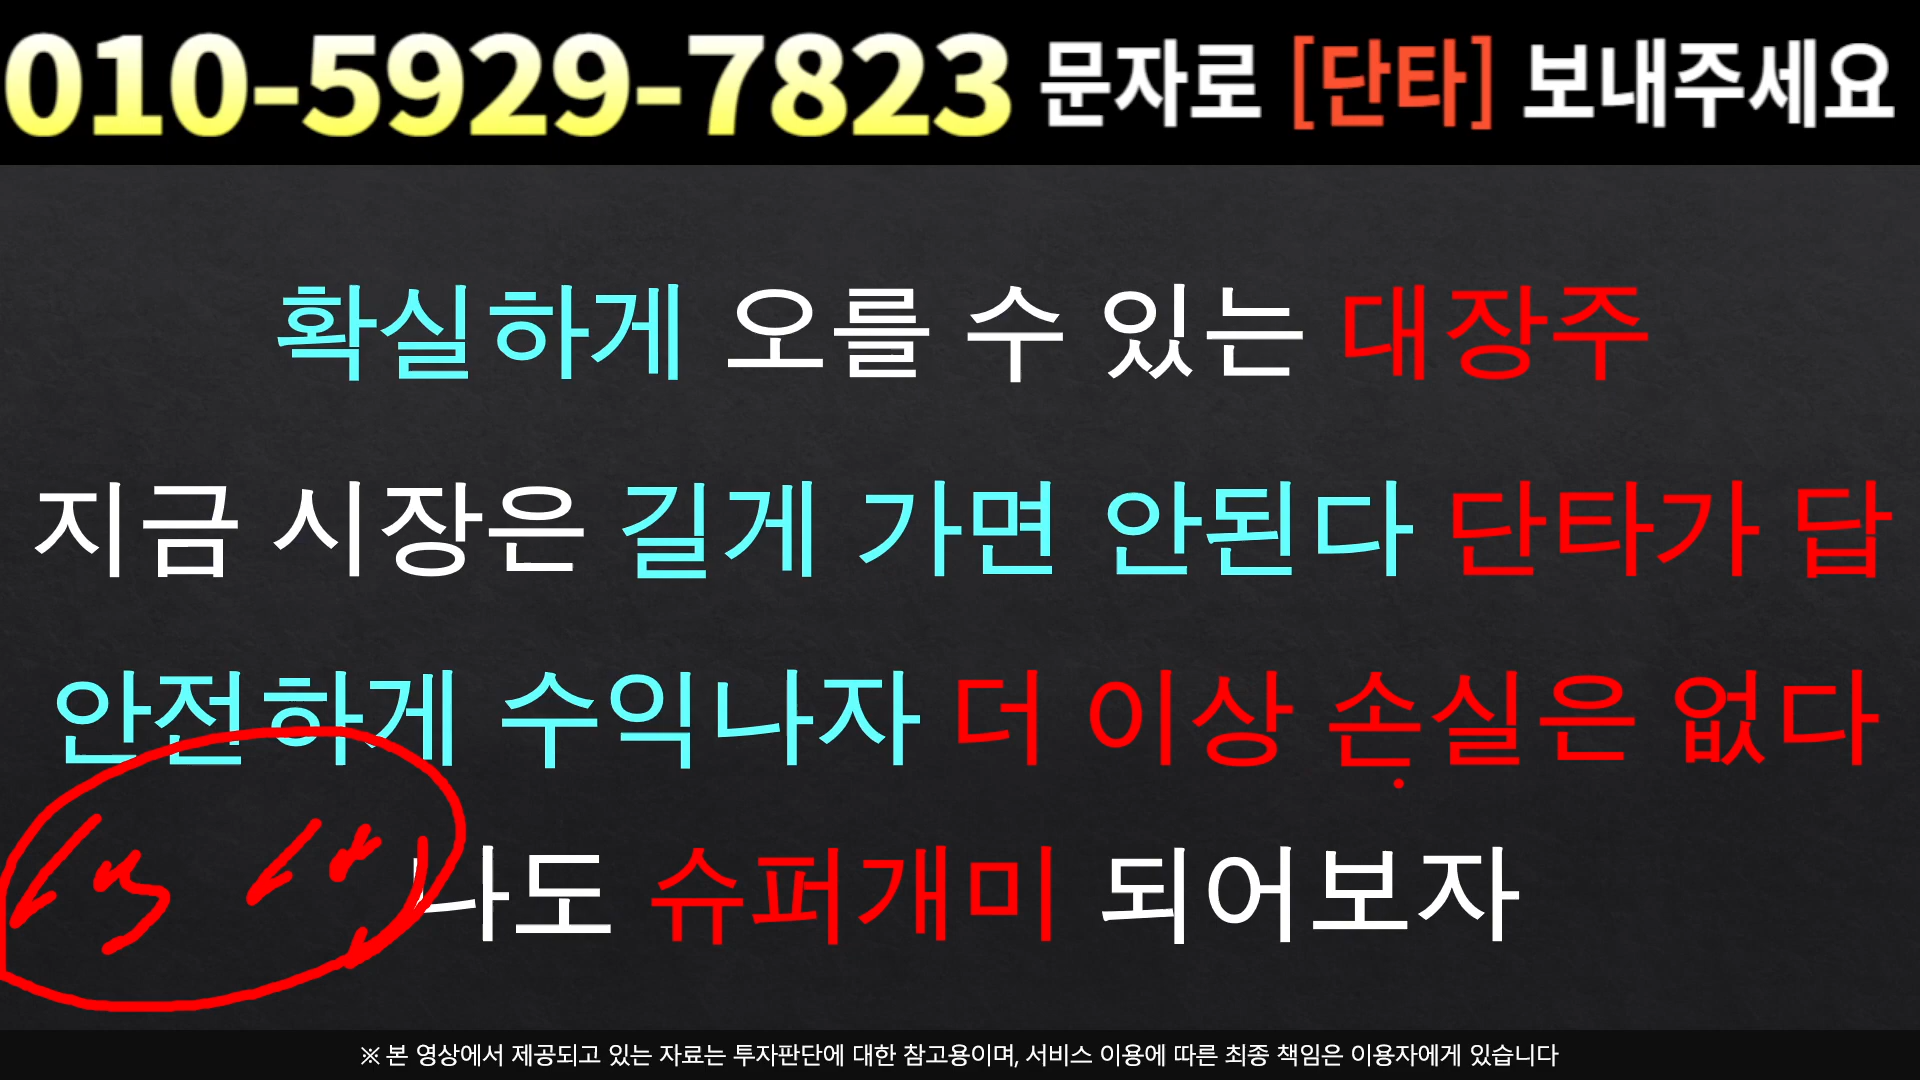 010-5929-7823 문자로 [단타] 보내주세요
확실하게 오를 수 있는 대장주
지금 시장은 길게 가면 안된다 단타가 답
안전하게 수익나자 더 이상 손실은 없다
나도 슈퍼개미 되어보자
※ 본 영상에서 제공되고 있는 자료는 투자판단에 대한 참고용이며, 서비스 이용에 따른 최종 책임은 이용자에게 있습니다